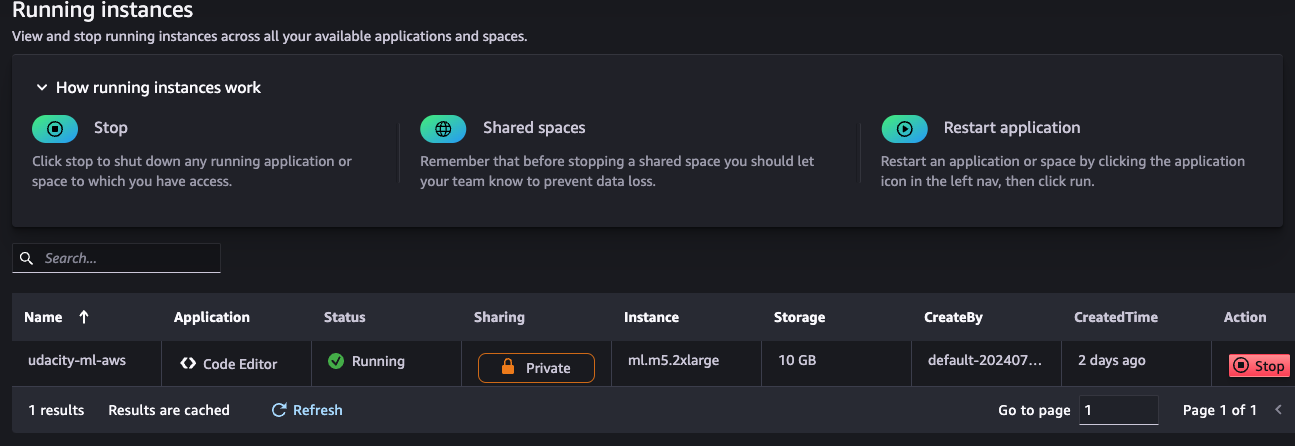 Running instances
View and stop running instances across all your available applications and spaces.
How running instances work
Stop
Click stop to shut down any running application or
space to which you have access.
Shared spaces
Remember that before stopping a shared space you should let
your team know to prevent data loss.
Restart application
Restart an application or space by clicking the application
icon in the left nav, then click run.
Search...
Name Application Status Sharing Instance Storage CreateBy CreatedTime Action
udacity-ml-aws Code Editor Running Private ml.m5.2xlarge 10 GB default-202407... 2 days ago Stop
1 results Results are cached Refresh Go to page 1 Page 1 of 1